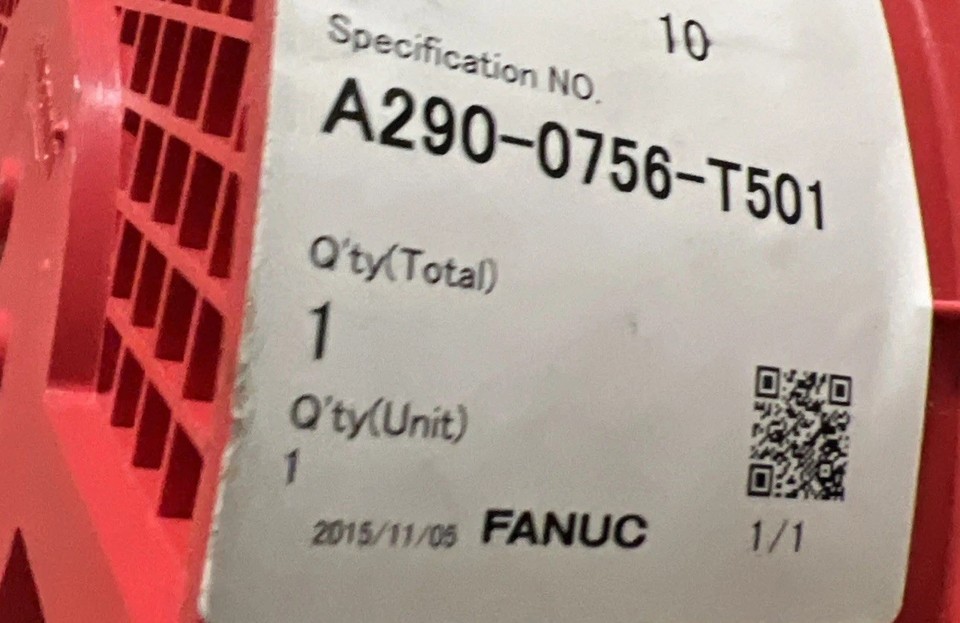 10
Specification NO.
A290-0756-T501
Q'ty(Total)
1
Q'ty(Unit)
1
2015/11/05 FANUC 1/1